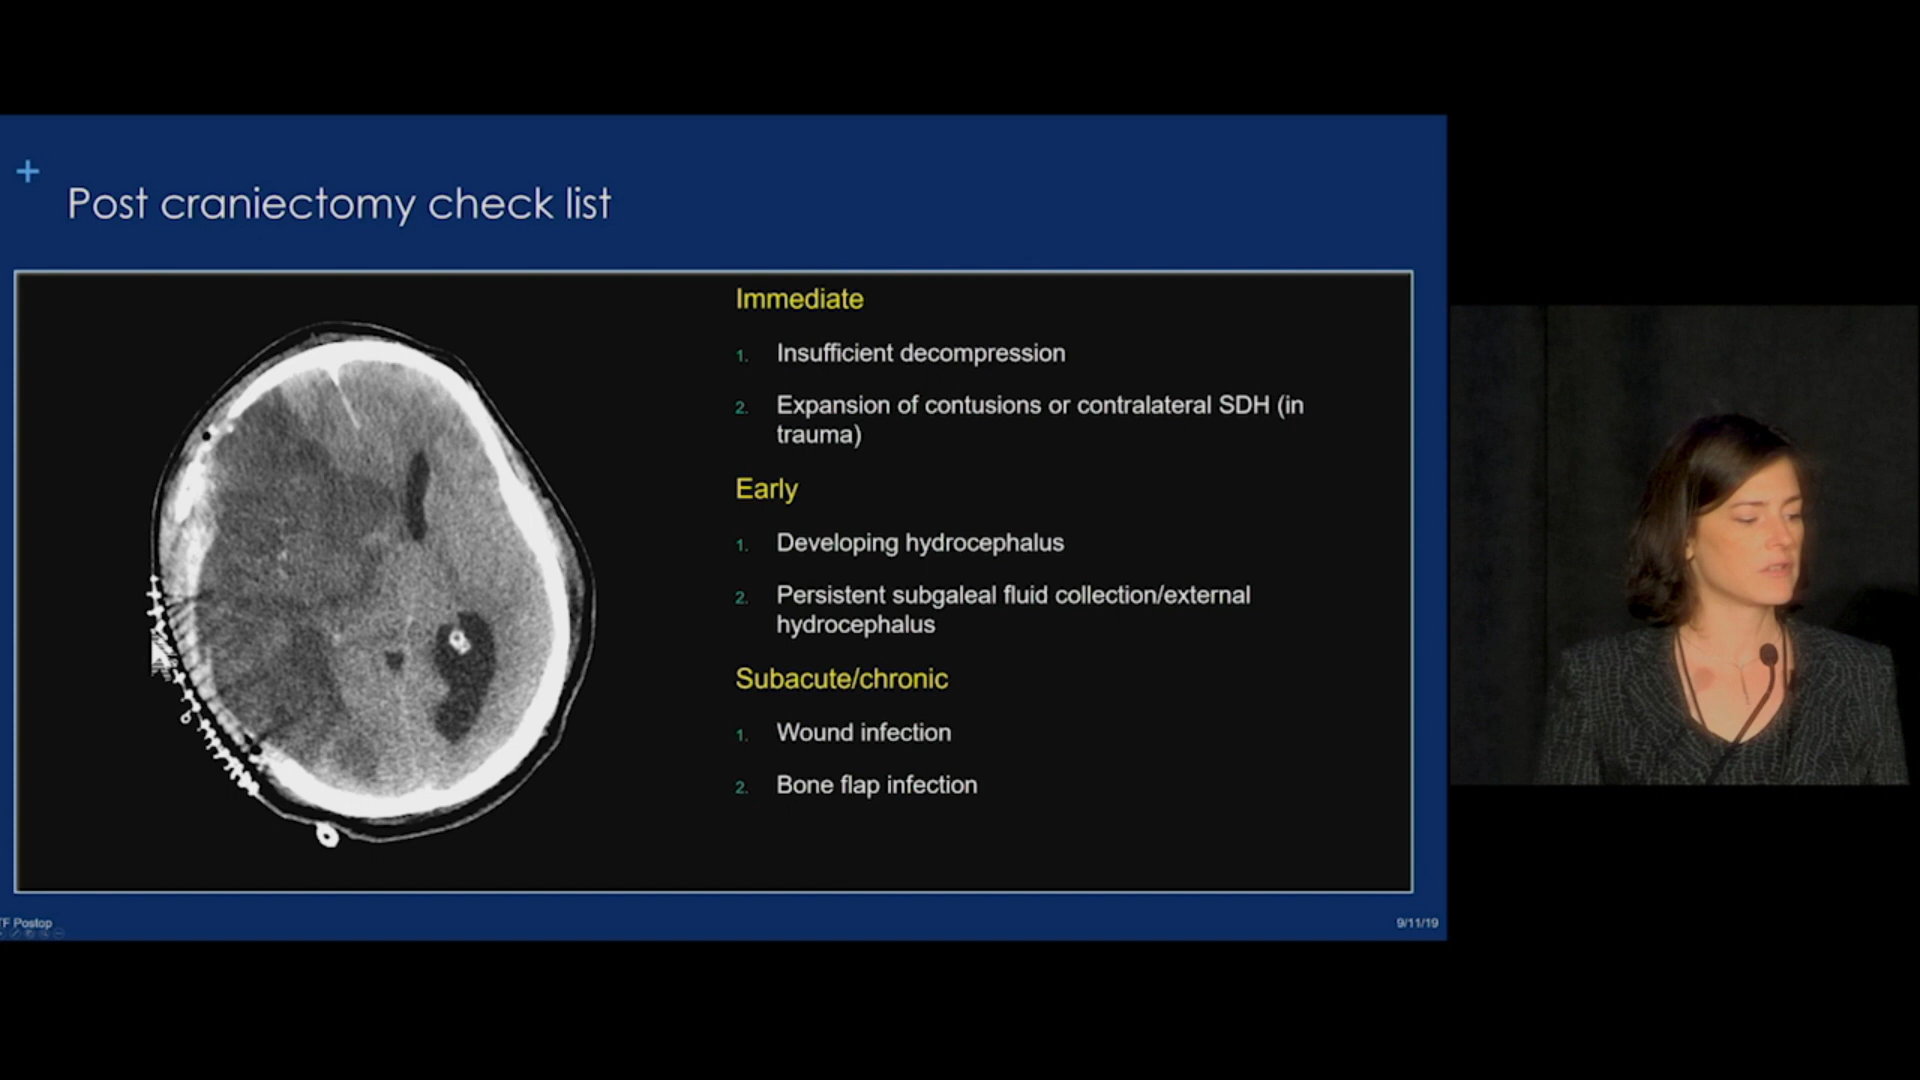 +
Post craniectomy check list
Immediate
1. Insufficient decompression
2. Expansion of contusions or contralateral SDH (in
trauma)
Early
1. Developing hydrocephalus
2. Persistent subgaleal fluid collection/external
hydrocephalus
Subacute/chronic
1. Wound infection
2. Bone flap infection
TF Postop
9/11/19